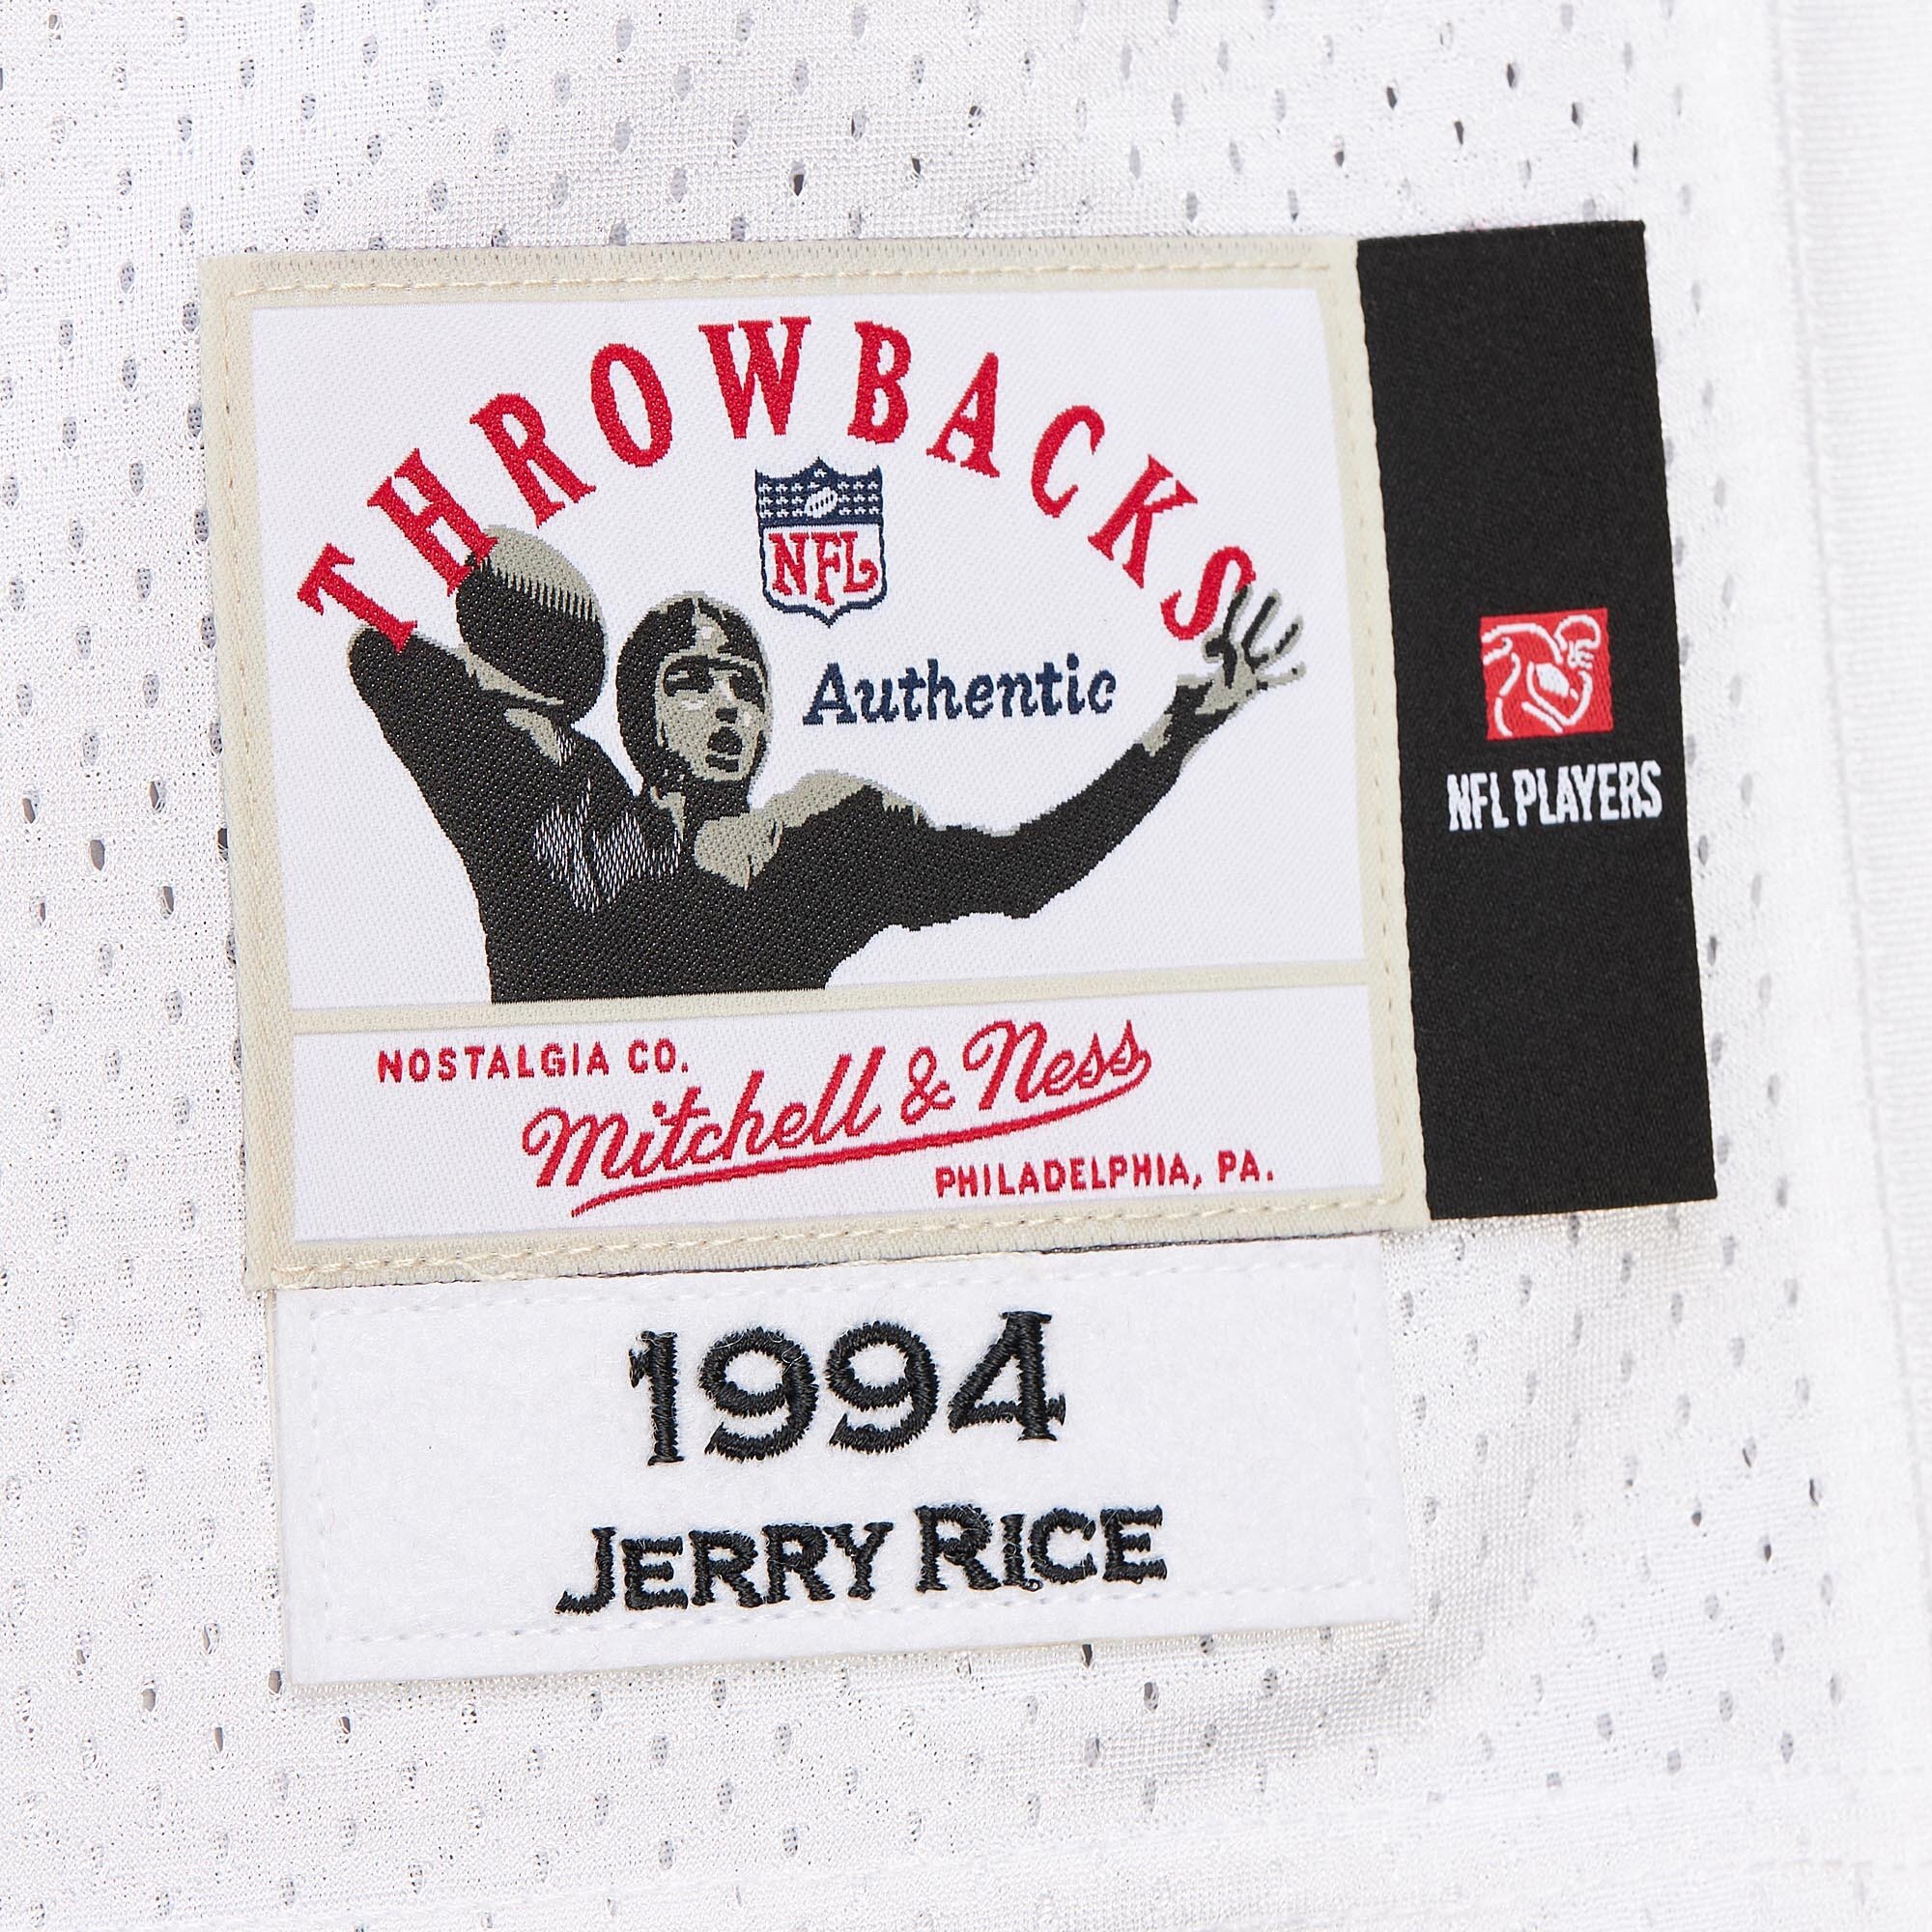 THROWBACKS
NFL
Authentic
NFL PLAYERS
NOSTALGIA CO.
Mitchell & Ness
PHILADELPHIA, PA.
1994
JERRY RICE